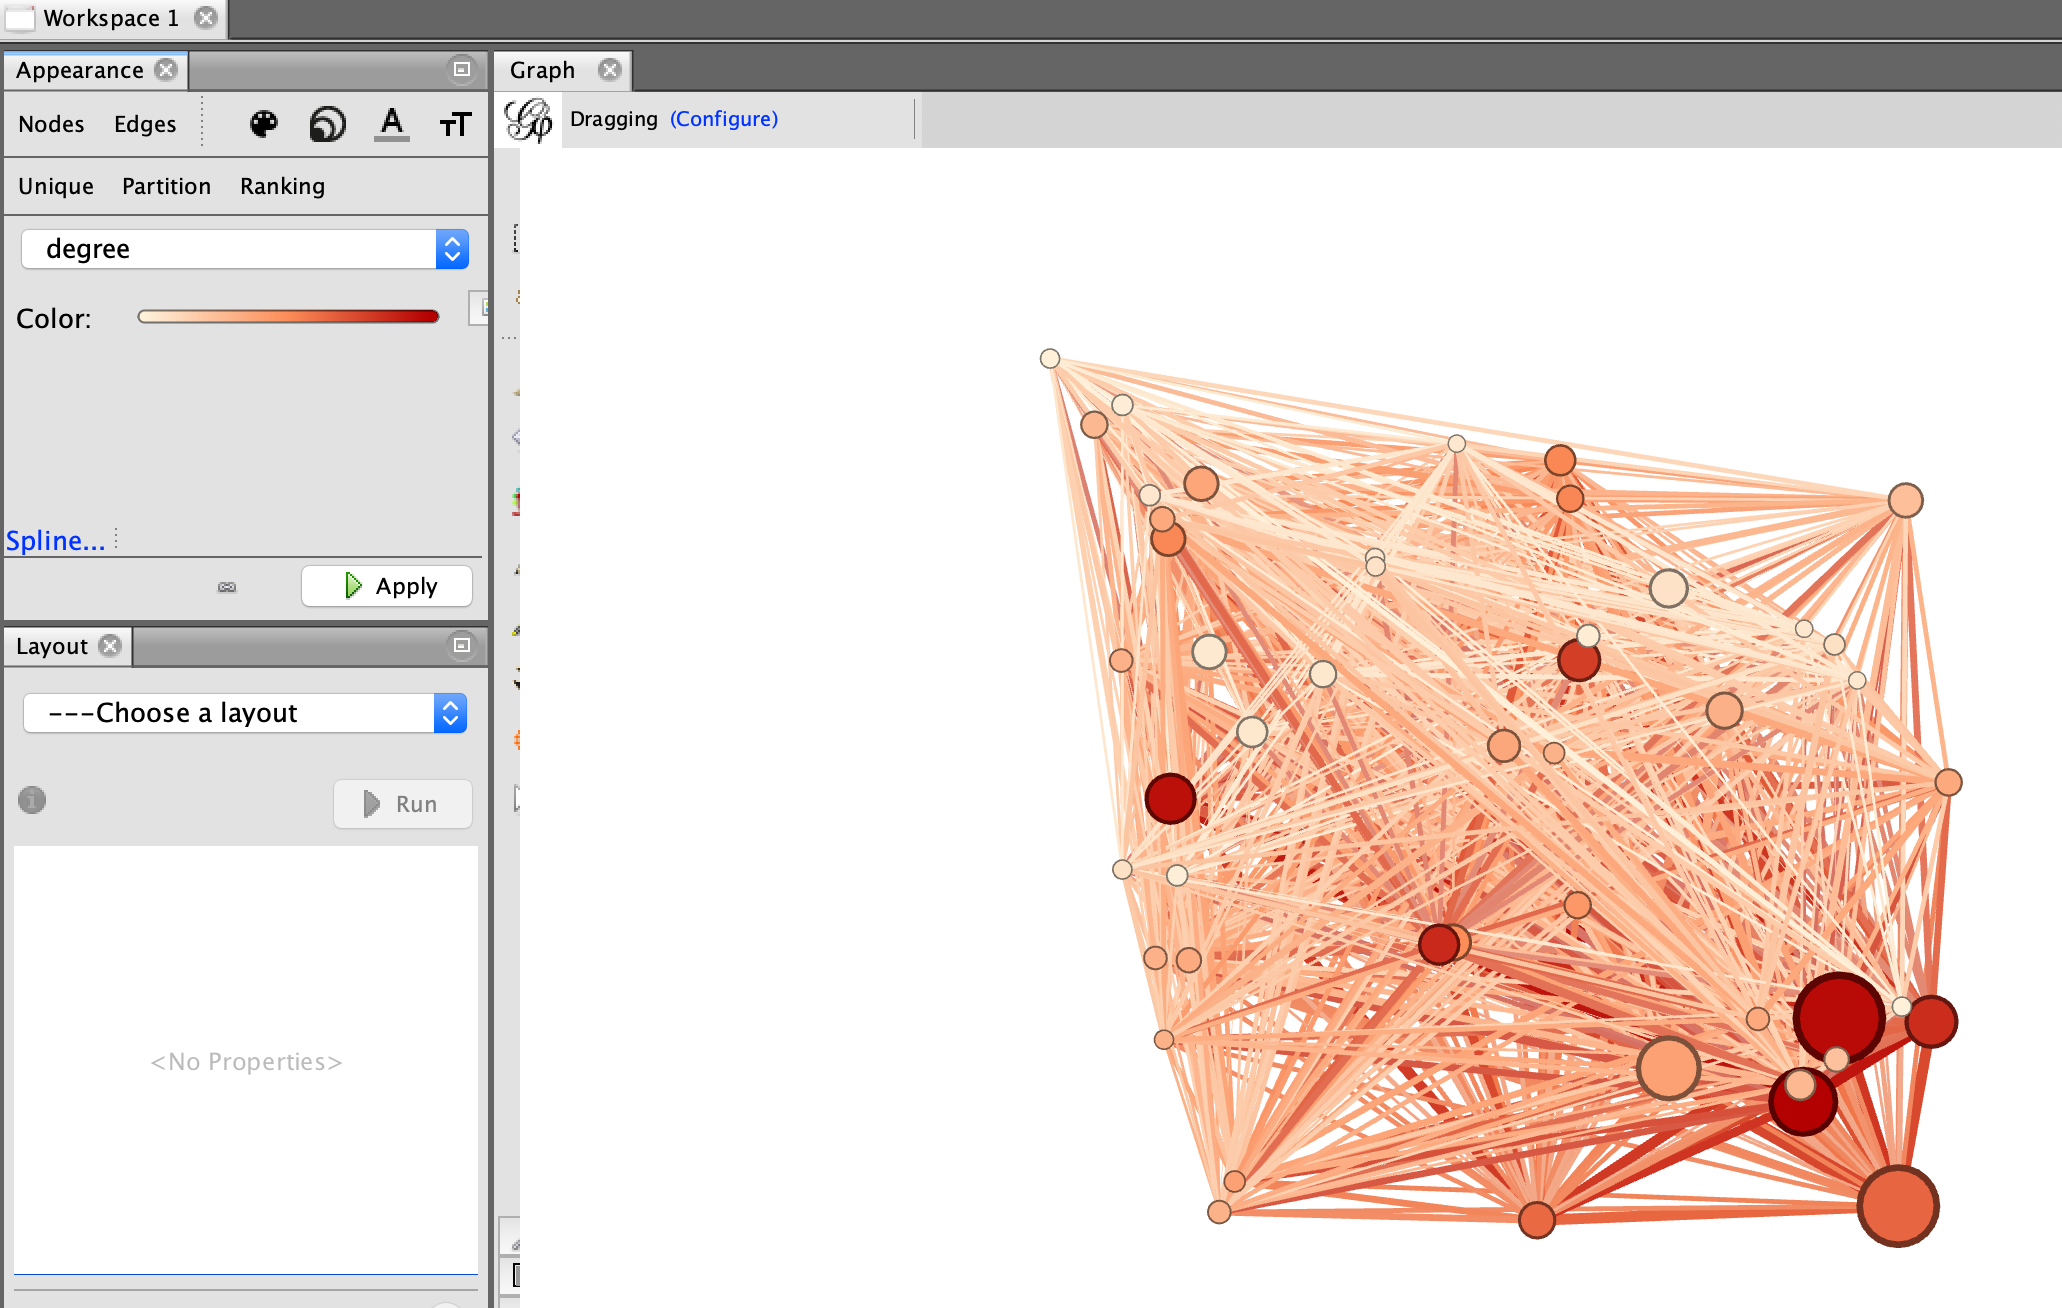 Workspace 1
Appearance
Nodes Edges A TT
Unique Partition Ranking
degree
Color:
Spline...
Apply
Layout
---Choose a layout
Run
<No Properties>
Graph
Dragging (Configure)